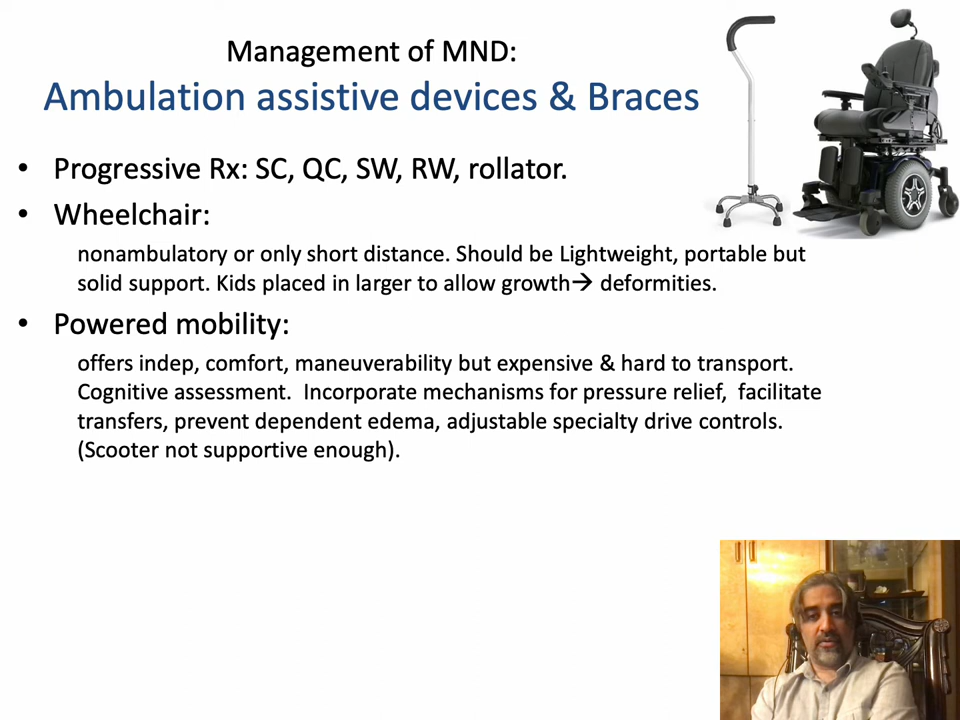 Management of MND:
Ambulation assistive devices & Braces
• Progressive Rx: SC, QC, SW, RW, rollator.
• Wheelchair:
nonambulatory or only short distance. Should be Lightweight, portable but
solid support. Kids placed in larger to allow growth→ deformities.
• Powered mobility:
offers indep, comfort, maneuverability but expensive & hard to transport.
Cognitive assessment.  Incorporate mechanisms for pressure relief,  facilitate
transfers, prevent dependent edema, adjustable specialty drive controls.
(Scooter not supportive enough).